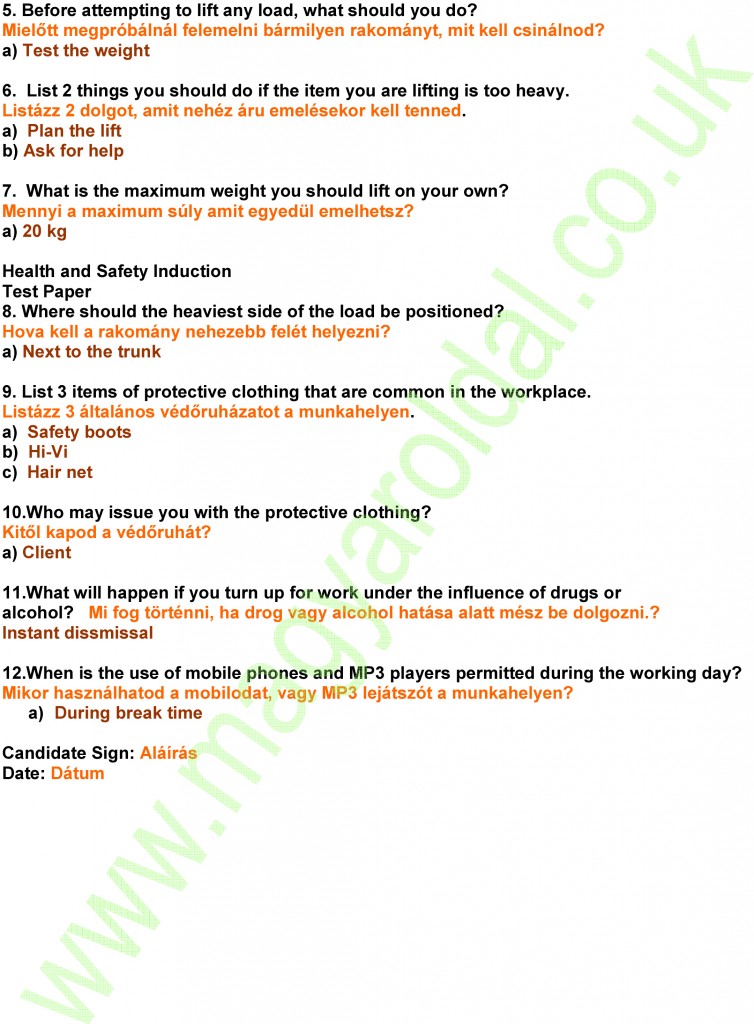 5. Before attempting to lift any load, what should you do?
Mielőtt megpróbálnál felemelni bármilyen rakományt, mit kell csinálnod?
a) Test the weight
6. List 2 things you should do if the item you are lifting is too heavy.
Listázz 2 dolgot, amit nehéz áru emelésekor kell tenned.
a) Plan the lift
b) Ask for help
7. What is the maximum weight you should lift on your own?
Mennyi a maximum súly amit egyedül emelhetsz?
a) 20 kg
Health and Safety Induction
Test Paper
8. Where should the heaviest side of the load be positioned?
Hova kell a rakomány nehezebb felét helyezni?
a) Next to the trunk
9. List 3 items of protective clothing that are common in the workplace.
Listázz 3 általános védőruházatot a munkahelyen.
a) Safety boots
b) Hi-Vi
c) Hair net
10.Who may issue you with the protective clothing?
Kitől kapod a védőruhát?
a) Client
11.What will happen if you turn up for work under the influence of drugs or
alcohol? Mi fog történni, ha drog vagy alcohol hatása alatt mész be dolgozni.?
Instant dissmissal
12.When is the use of mobile phones and MP3 players permitted during the working day?
Mikor használhatod a mobilodat, vagy MP3 lejátszót a munkahelyen?
a) During break time
Candidate Sign: Aláírás
Date: Dátum
www.magyaroldal.co.uk